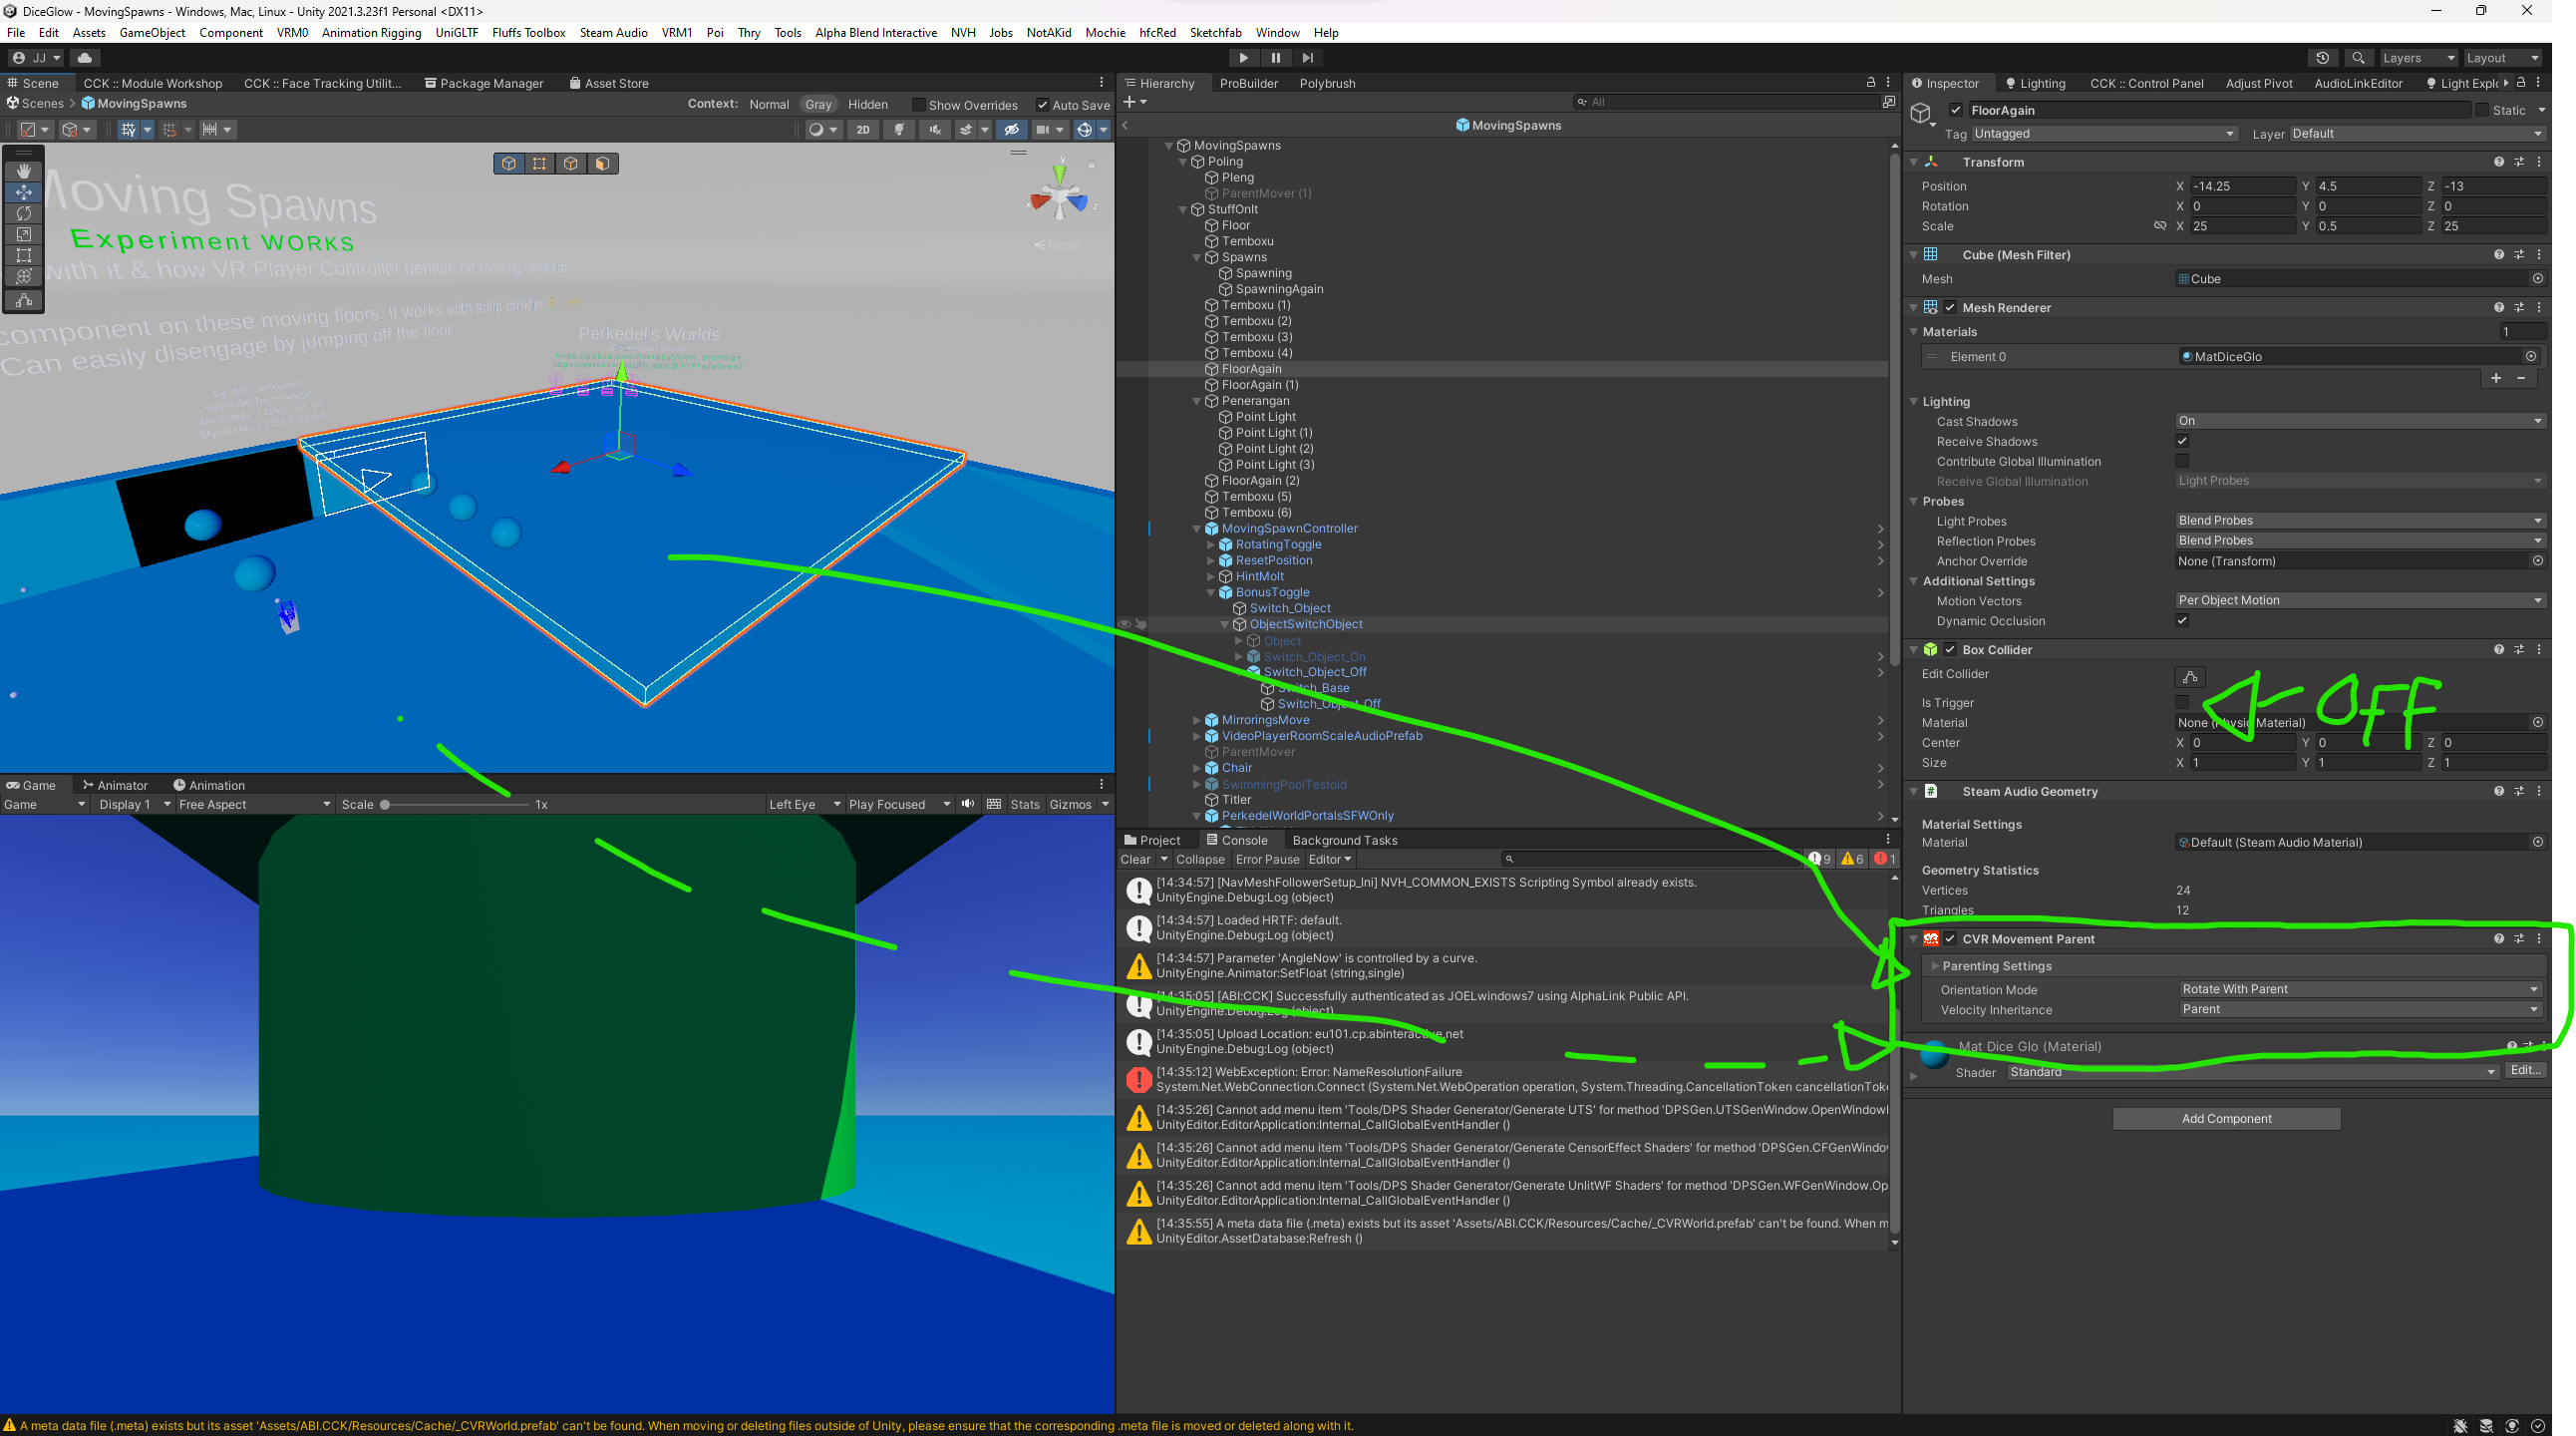 DiceGlow - MovingSpawns - Windows, Mac, Linux - Unity 2021.3.23f1 Personal <DX11>
File Edit Assets GameObject Component VRM0 Animation Rigging UniGLTF Fluffs Toolbox Steam Audio VRM1 Poi Thry Tools Alpha Blend Interactive NVH Jobs NotAKid Mochie hfcRed Sketchfab Window Help
JJ
Layers Layout
Scene CCK :: Module Workshop CCK :: Face Tracking Utilit... Package Manager Asset Store
Scenes > MovingSpawns Context: Normal Gray Hidden Show Overrides Auto Save
2D
Moving Spawns
Experiment WORKS
with it & how VR Player Controller behave on moving platform
component on these moving floors. it works with solid collider
Can easily disengage by jumping off the floor
Perkedel's Worlds
y
z
Persp
Game Animator Animation
Game Display 1 Free Aspect Scale 1x Left Eye Play Focused Stats Gizmos
Hierarchy ProBuilder Polybrush
All
MovingSpawns
MovingSpawns
Poling
Pleng
ParentMover (1)
StuffOnIt
Floor
Temboxu
Spawns
Spawning
SpawningAgain
Temboxu (1)
Temboxu (2)
Temboxu (3)
Temboxu (4)
FloorAgain
FloorAgain (1)
Penerangan
Point Light
Point Light (1)
Point Light (2)
Point Light (3)
FloorAgain (2)
Temboxu (5)
Temboxu (6)
MovingSpawnController
RotatingToggle
ResetPosition
HintMolt
BonusToggle
Switch_Object
ObjectSwitchObject
Object
Switch_Object_On
Switch_Object_Off
Switch_Base
Switch_Object_Off
MirroringsMove
VideoPlayerRoomScaleAudioPrefab
ParentMover
Chair
SwimmingPoolTestoid
Titler
PerkedelWorldPortalsSFWOnly
Project Console Background Tasks
Clear Collapse Error Pause Editor 9 6 1
[14:34:57] [NavMeshFollowerSetup_Ini] NVH_COMMON_EXISTS Scripting Symbol already exists.
UnityEngine.Debug:Log (object)
[14:34:57] Loaded HRTF: default.
UnityEngine.Debug:Log (object)
[14:34:57] Parameter 'AngleNow' is controlled by a curve.
UnityEngine.Animator:SetFloat (string,single)
[14:35:05] [ABI:CCK] Successfully authenticated as JOELwindows7 using AlphaLink Public API.
UnityEngine.Debug:Log (object)
[14:35:05] Upload Location: eu101.cp.abinteractive.net
UnityEngine.Debug:Log (object)
[14:35:12] WebException: Error: NameResolutionFailure
System.Net.WebConnection.Connect (System.Net.WebOperation operation, System.Threading.CancellationToken cancellationToke
[14:35:26] Cannot add menu item 'Tools/DPS Shader Generator/Generate UTS' for method 'DPSGen.UTSGenWindow.OpenWindow
UnityEditor.EditorApplication:Internal_CallGlobalEventHandler ()
[14:35:26] Cannot add menu item 'Tools/DPS Shader Generator/Generate CensorEffect Shaders' for method 'DPSGen.CFGenWindo
UnityEditor.EditorApplication:Internal_CallGlobalEventHandler ()
[14:35:26] Cannot add menu item 'Tools/DPS Shader Generator/Generate UnlitWF Shaders' for method 'DPSGen.WFGenWindow.Op
UnityEditor.EditorApplication:Internal_CallGlobalEventHandler ()
[14:35:55] A meta data file (.meta) exists but its asset 'Assets/ABI.CCK/Resources/Cache/_CVRWorld.prefab' can't be found. When m
UnityEditor.AssetDatabase:Refresh ()
Inspector Lighting CCK :: Control Panel Adjust Pivot AudioLinkEditor Light Explo
FloorAgain Static
Tag Untagged Layer Default
Transform
Position X -14.25 Y 4.5 Z -13
Rotation X 0 Y 0 Z 0
Scale X 25 Y 0.5 Z 25
Cube (Mesh Filter)
Mesh Cube
Mesh Renderer
Materials 1
Element 0 MatDiceGlo
Lighting
Cast Shadows On
Receive Shadows
Contribute Global Illumination
Receive Global Illumination Light Probes
Probes
Light Probes Blend Probes
Reflection Probes Blend Probes
Anchor Override None (Transform)
Additional Settings
Motion Vectors Per Object Motion
Dynamic Occlusion
Box Collider
Edit Collider
Is Trigger
OFF
Material None (Physic Material)
Center X 0 Y 0 Z 0
Size X 1 Y 1 Z 1
Steam Audio Geometry
Material Settings
Material Default (Steam Audio Material)
Geometry Statistics
Vertices 24
Triangles 12
CVR Movement Parent
Parenting Settings
Orientation Mode Rotate With Parent
Velocity Inheritance Parent
Mat Dice Glo (Material)
Shader Standard Edit...
Add Component
A meta data file (.meta) exists but its asset 'Assets/ABI.CCK/Resources/Cache/_CVRWorld.prefab' can't be found. When moving or deleting files outside of Unity, please ensure that the corresponding .meta file is moved or deleted along with it.